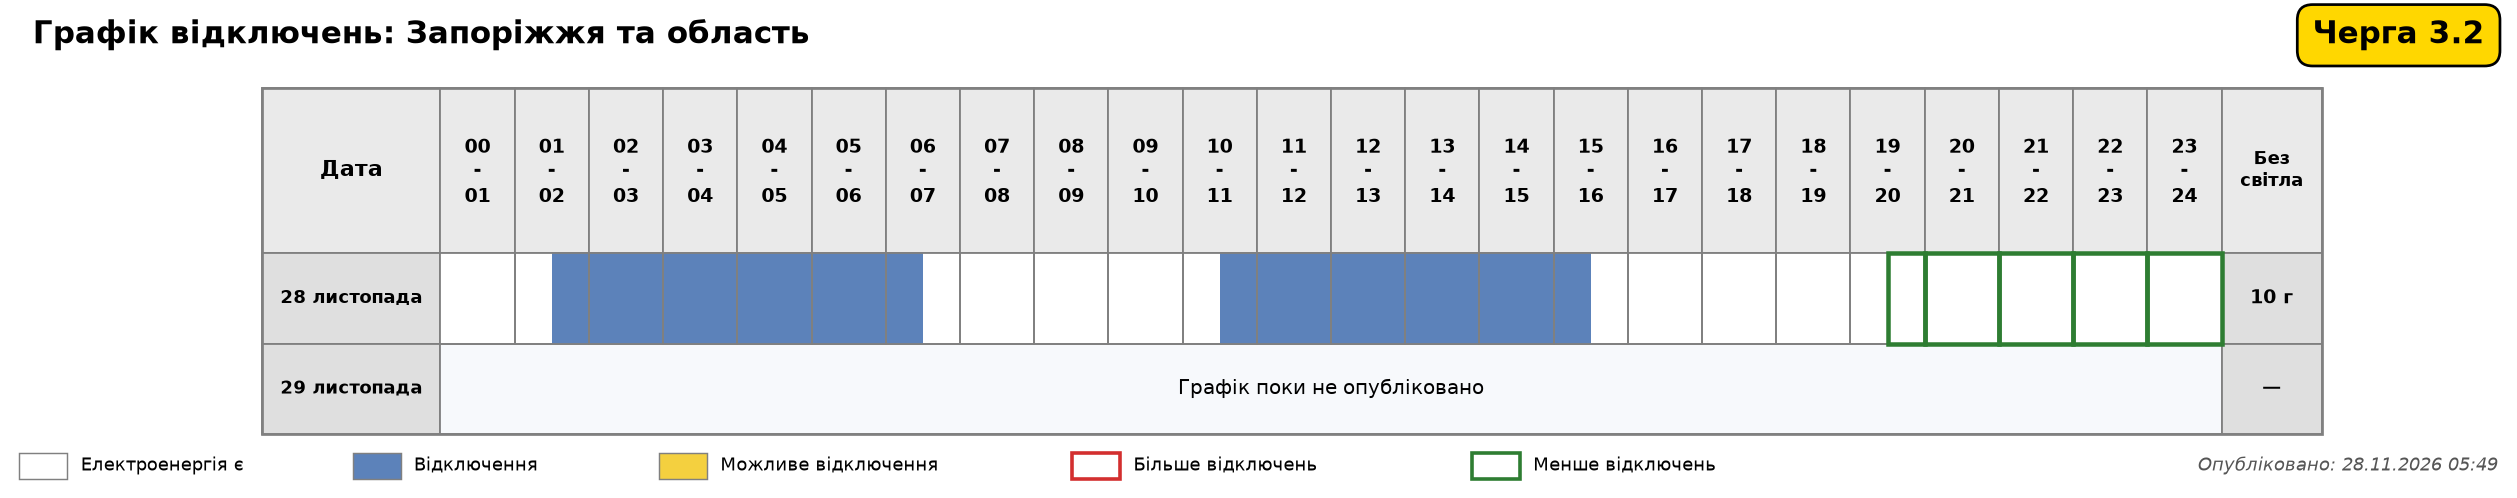 Графік відключень: Запоріжжя та область
Черга 3.2
Дата 00 - 01 01 - 02 02 - 03 03 - 04 04 - 05 05 - 06 06 - 07 07 - 08 08 - 09 09 - 10 10 - 11 11 - 12 12 - 13 13 - 14 14 - 15 15 - 16 16 - 17 17 - 18 18 - 19 19 - 20 20 - 21 21 - 22 22 - 23 23 - 24 Без світла
28 листопада 10 г
29 листопада Графік поки не опубліковано —
Електроенергія є Відключення Можливе відключення Більше відключень Менше відключень
Опубліковано: 28.11.2026 05:49